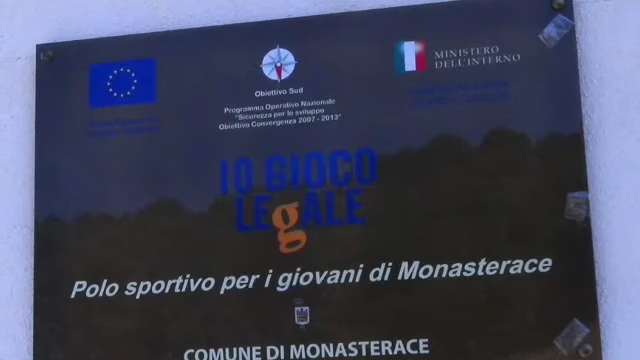 Obiettivo Sud
Programma Operativo Nazionale
"Sicurezza per lo sviluppo
Obiettivo Convergenza 2007 - 2013"
MINISTERO
DELL'INTERNO
IO GIOCO
LEgALE
Polo sportivo per i giovani di Monasterace
COMUNE DI MONASTERACE